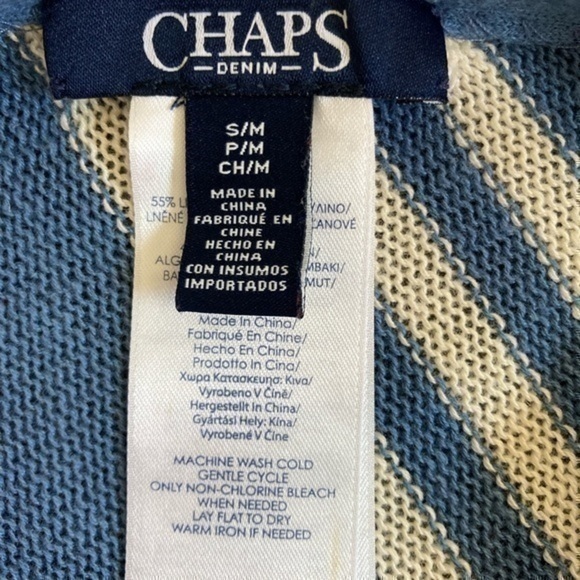 CHAPS
DENIM
S/M
P/M
CH/M
MADE IN
CHINA
FABRIQUÉ EN
CHINE
HECHO EN
CHINA
CON INSUMOS
IMPORTADOS
55%
LNĚNÉ
ALG
Made In China/
Fabriqué En Chine/
Hecho En China/
Prodotto In Cina/
Χωρα Κατασκευησ: Κινα/
Vyrobeno V Číně/
Hergestellt In China/
Gyártási Hely: Kína/
Vyrobené V Číne
MACHINE WASH COLD
GENTLE CYCLE
ONLY NON-CHLORINE BLEACH
WHEN NEEDED
LAY FLAT TO DRY
WARM IRON IF NEEDED